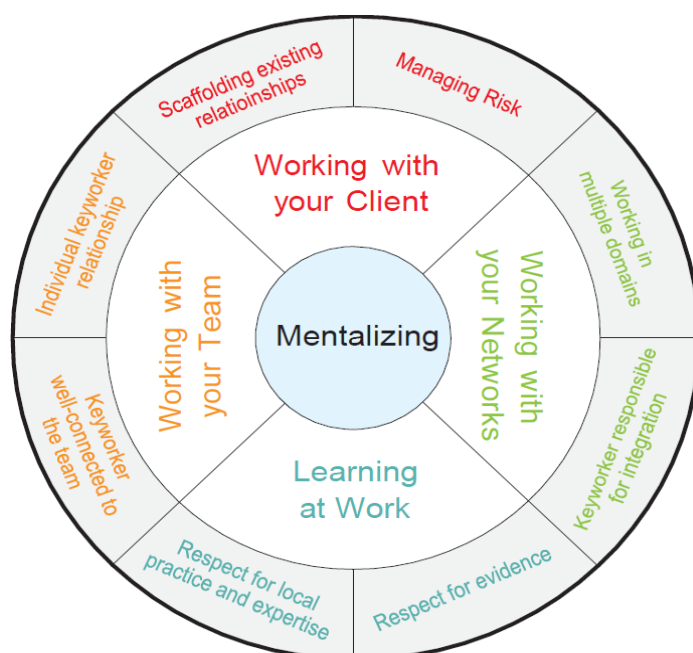 Scaffolding existing
relatioinships
Managing Risk
Individual keyworker
relationship
Working with
your Client
Working in
multiple domains
Working with
your Team
Mentalizing
Working with
your Networks
Keyworker
well-connected to
the team
Learning
at Work
Keyworker responsible
for integration
Respect for local
practice and expertise
Respect for evidence